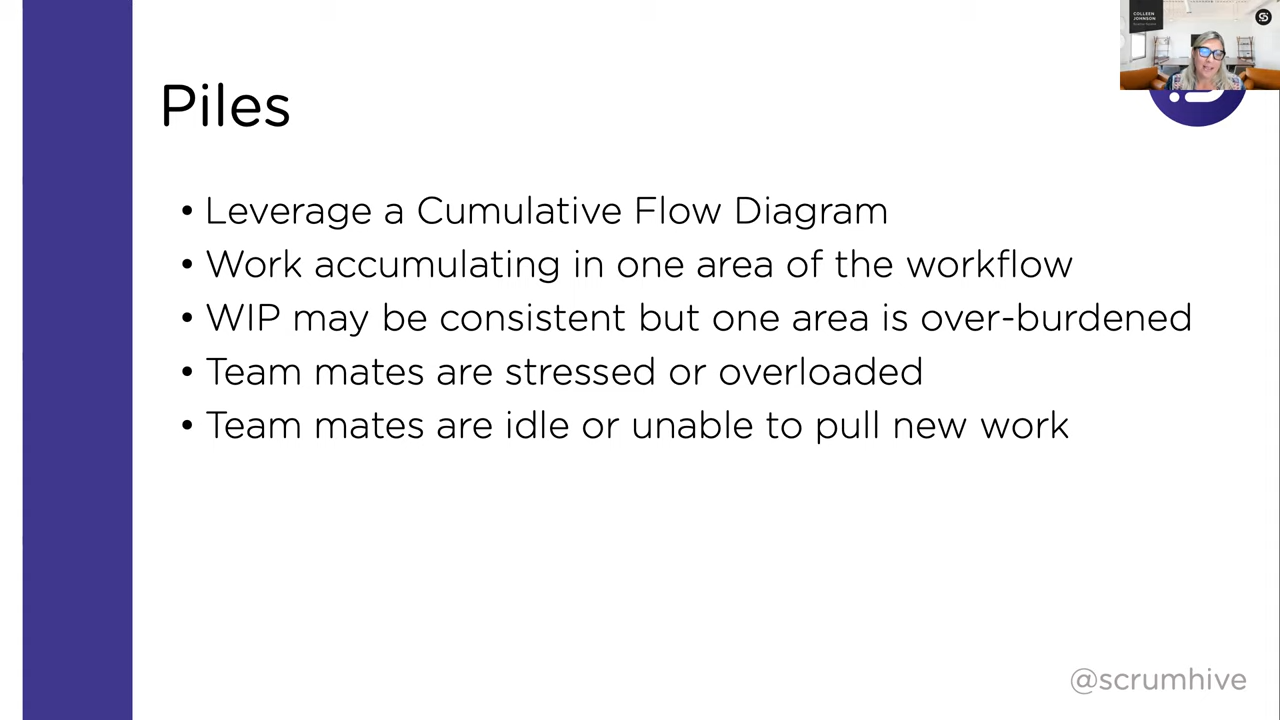 COLLEEN
JOHNSON
Piles
• Leverage a Cumulative Flow Diagram
• Work accumulating in one area of the workflow
• WIP may be consistent but one area is over-burdened
• Team mates are stressed or overloaded
• Team mates are idle or unable to pull new work
@scrumhive